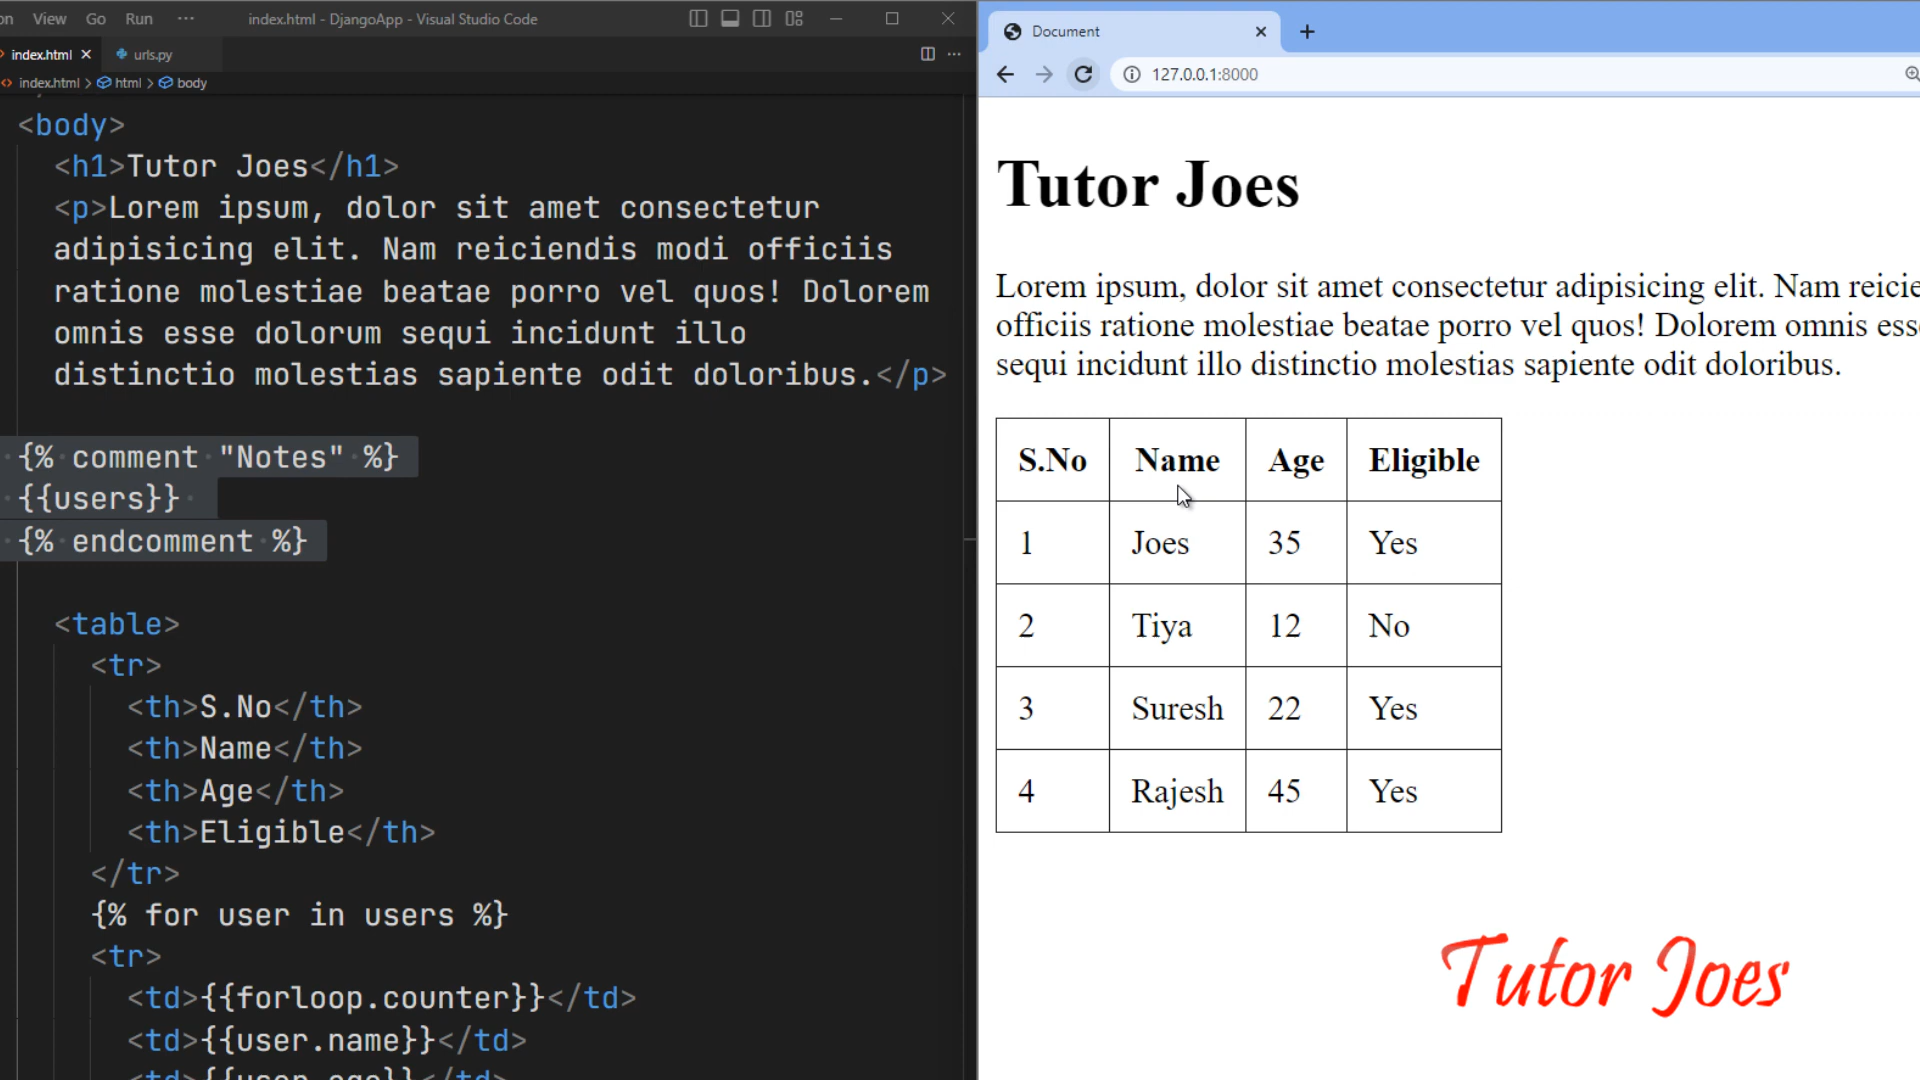 on View Go Run ··· index.html - DjangoApp - Visual Studio Code
index.html urls.py
index.html > html > body
<body>
<h1>Tutor Joes</h1>
<p>Lorem ipsum, dolor sit amet consectetur
adipisicing elit. Nam reiciendis modi officiis
ratione molestiae beatae porro vel quos! Dolorem
omnis esse dolorum sequi incidunt illo
distinctio molestias sapiente odit doloribus.</p>
{% comment "Notes" %}
{{users}}
{% endcomment %}
<table>
<tr>
<th>S.No</th>
<th>Name</th>
<th>Age</th>
<th>Eligible</th>
</tr>
{% for user in users %}
<tr>
<td>{{forloop.counter}}</td>
<td>{{user.name}}</td>
<td>{{user.age}}</td>
Document
127.0.0.1:8000
Tutor Joes
Lorem ipsum, dolor sit amet consectetur adipisicing elit. Nam reicie
officiis ratione molestiae beatae porro vel quos! Dolorem omnis ess
sequi incidunt illo distinctio molestias sapiente odit doloribus.
S.No Name Age Eligible
1 Joes 35 Yes
2 Tiya 12 No
3 Suresh 22 Yes
4 Rajesh 45 Yes
Tutor Joes